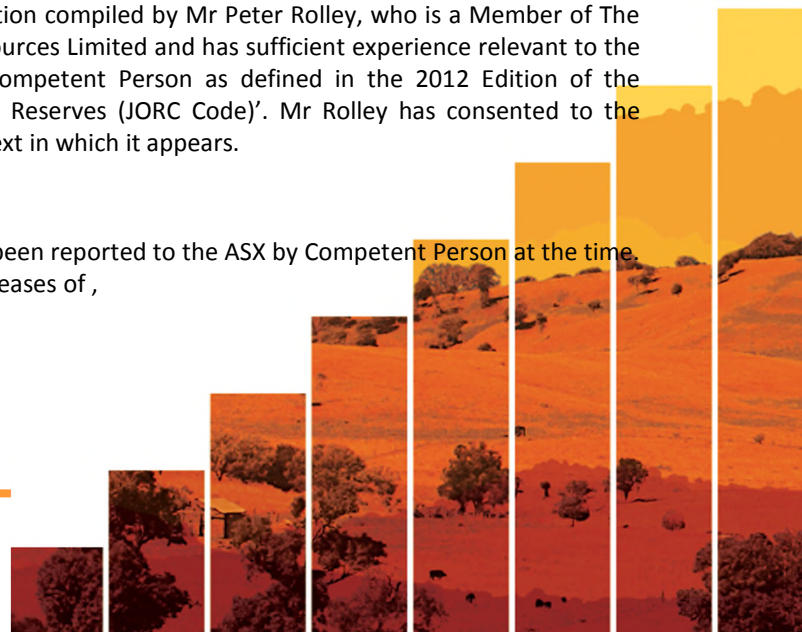 tion compiled by Mr Peter Rolley, who is a Member of The
ources Limited and has sufficient experience relevant to the
ompetent Person as defined in the 2012 Edition of the
Reserves (JORC Code)’. Mr Rolley has consented to the
ext in which it appears.
been reported to the ASX by Competent Person at the time.
eases of ,